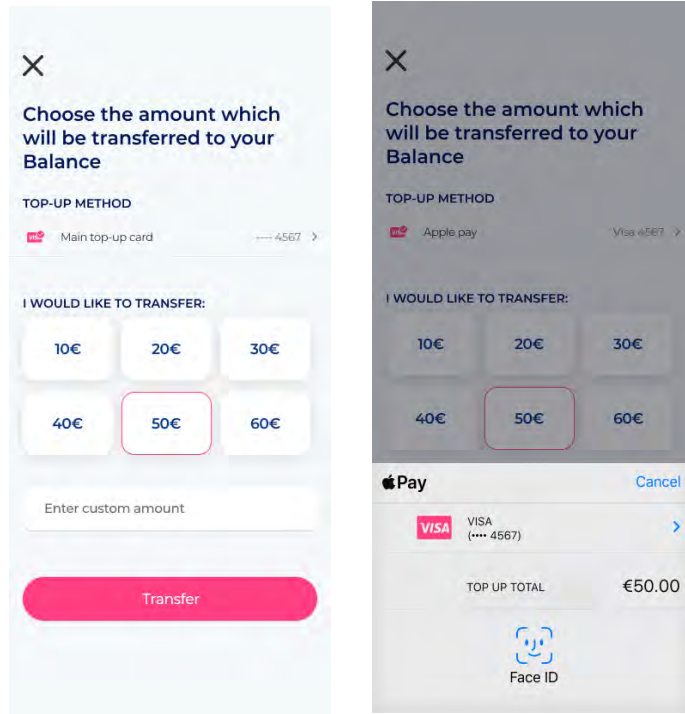 Choose the amount which
will be transferred to your
Balance
TOP-UP METHOD
VISA Main top-up card ---- 4567 >
I WOULD LIKE TO TRANSFER:
10€ 20€ 30€
40€ 50€ 60€
Enter custom amount
Transfer
Choose the amount which
will be transferred to your
Balance
TOP-UP METHOD
VISA Apple pay Visa 4567 >
I WOULD LIKE TO TRANSFER:
10€ 20€ 30€
40€ 50€ 60€
Pay Cancel
VISA VISA
(•••• 4567) >
TOP UP TOTAL €50.00
Face ID